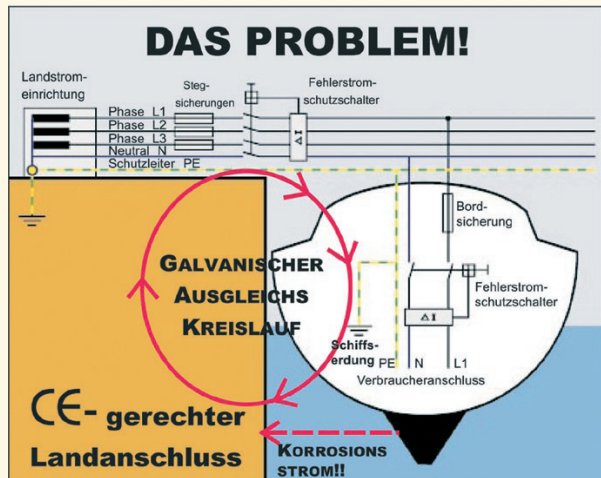 DAS PROBLEM!
Landstrom-
einrichtung
Steg-
sicherungen
Fehlerstrom-
schutzschalter
Phase L1
Phase L2
Phase L3
Neutral N
Schutzleiter PE
Δ I
Bord-
sicherung
Fehlerstrom-
schutzschalter
Δ I
GALVANISCHER
AUSGLEICHS
KREISLAUF
Schiffs-
erdung
PE N L1
Verbraucheranschluss
CE- gerechter
Landanschluss
KORROSIONS
STROM!!